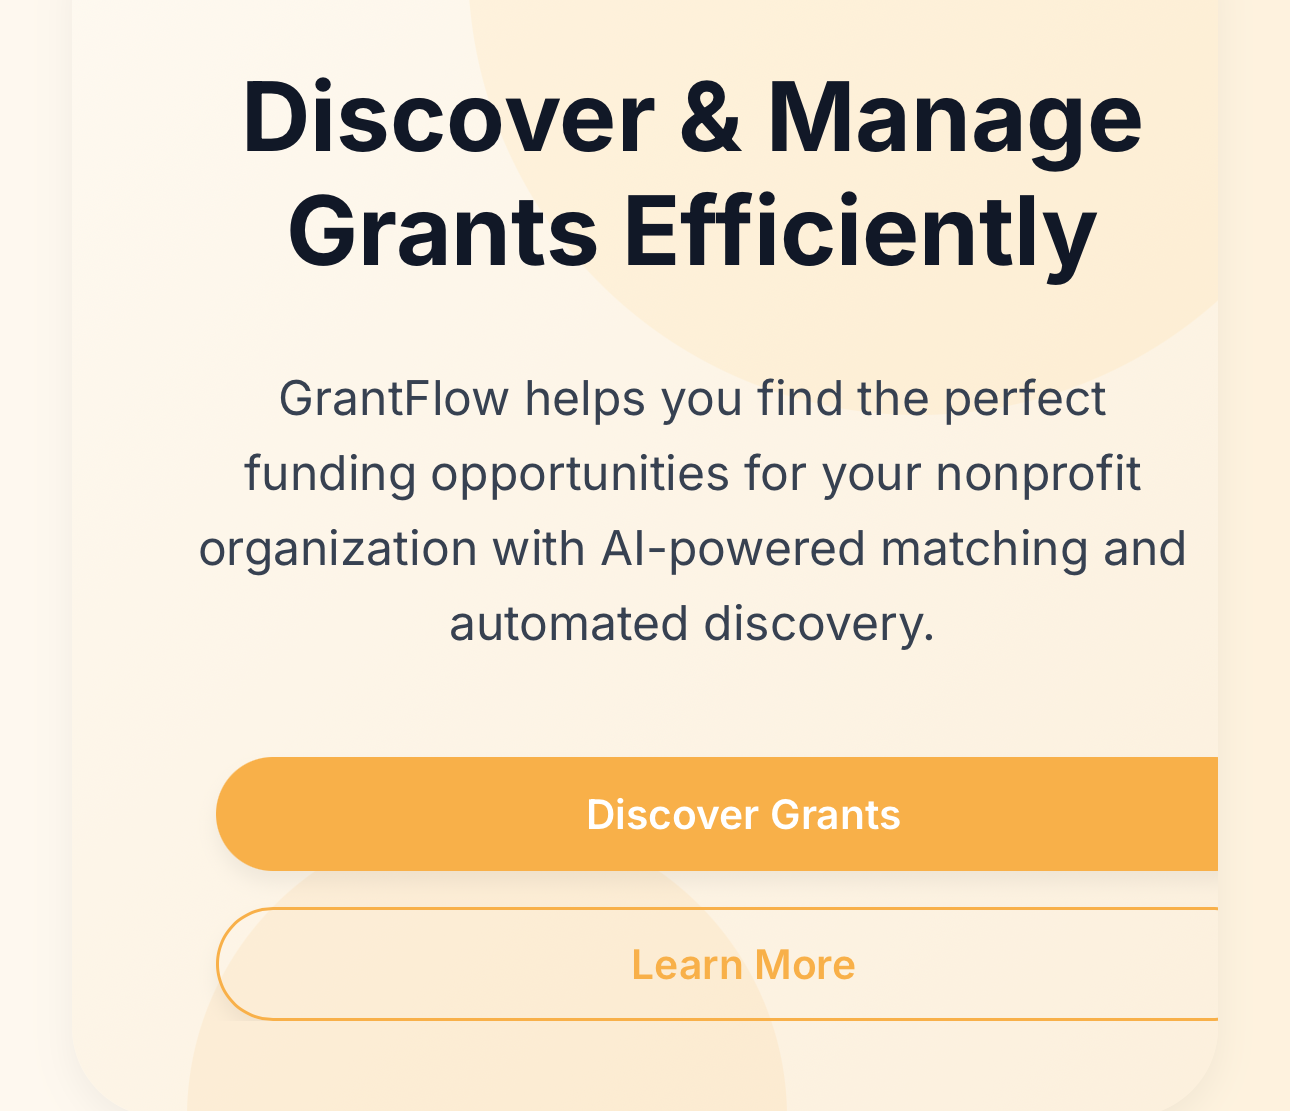 Discover & Manage
Grants Efficiently
GrantFlow helps you find the perfect
funding opportunities for your nonprofit
organization with AI-powered matching and
automated discovery.
Discover Grants
Learn More